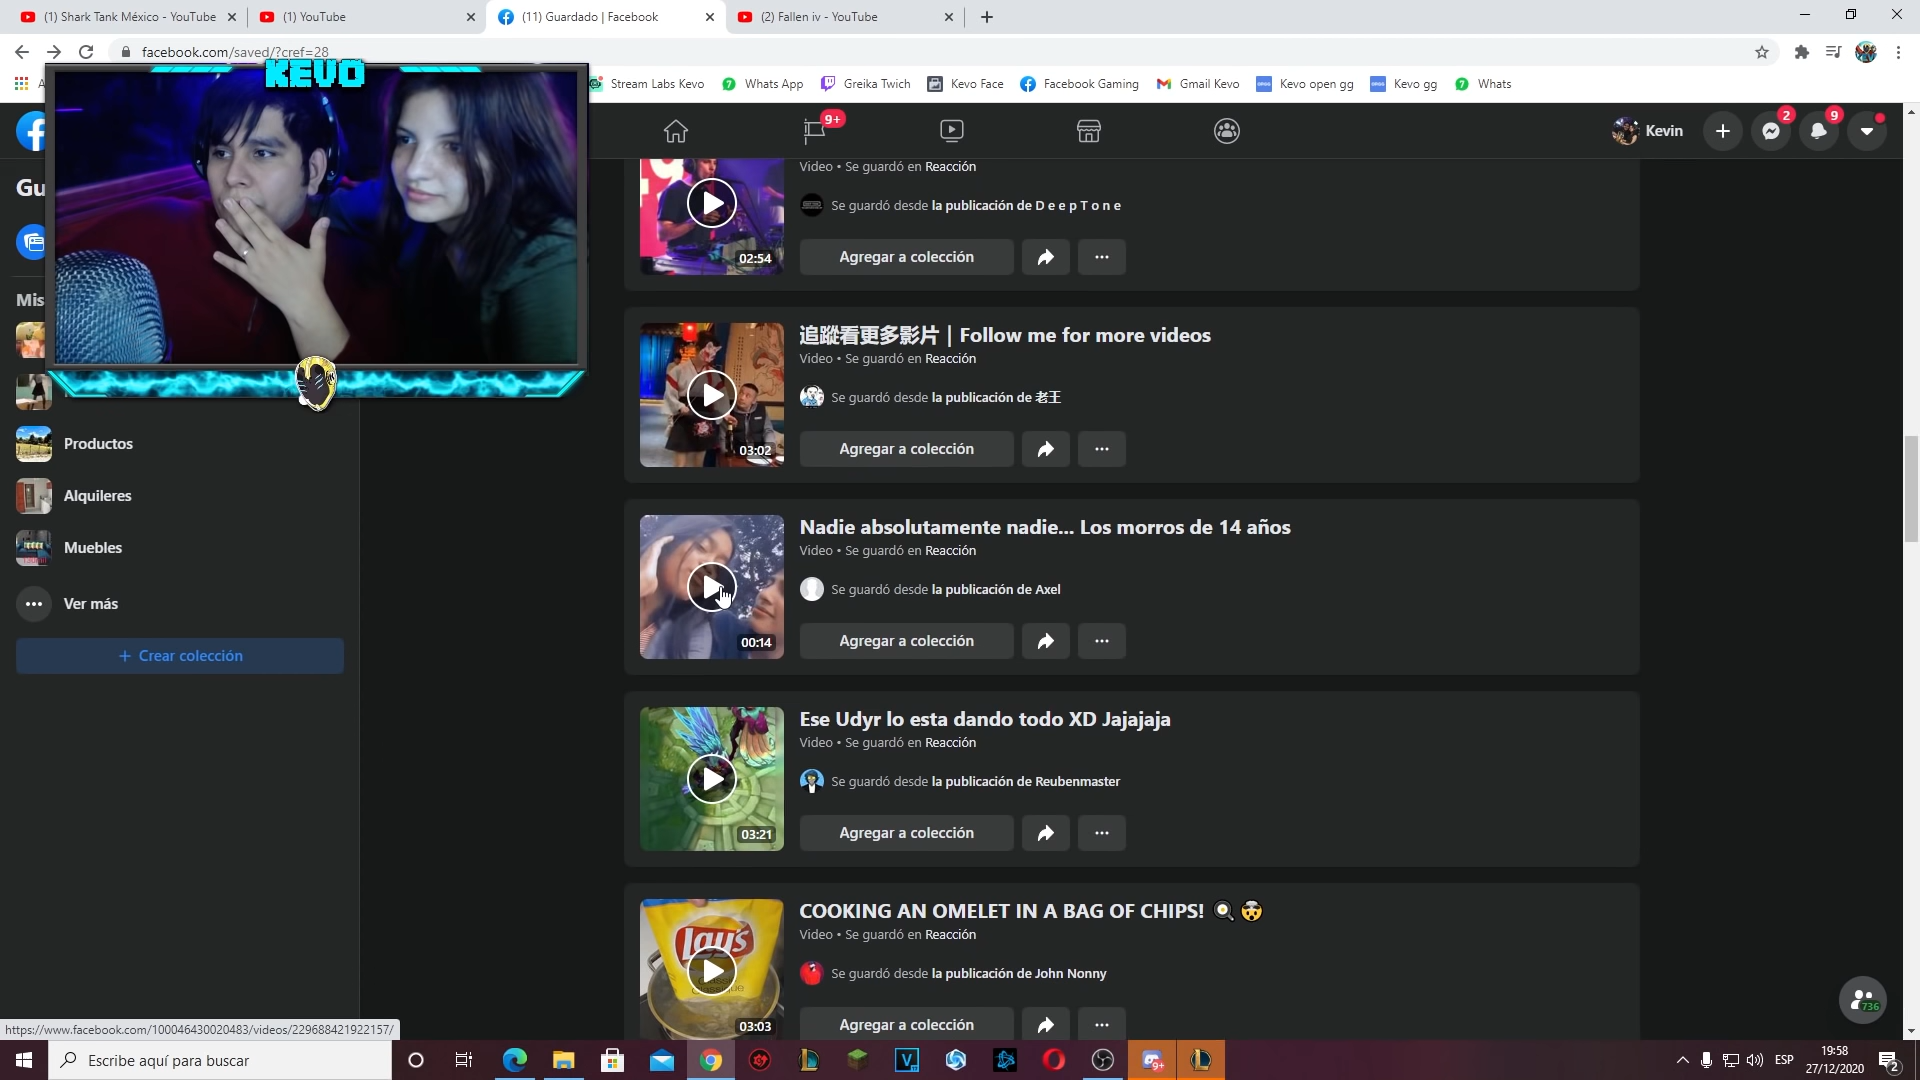 (1) Shark Tank México - YouTube
(1) YouTube
(11) Guardado | Facebook
(2) Fallen iv - YouTube
facebook.com/saved/?cref=28
Stream Labs Kevo
Whats App
Greika Twich
Kevo Face
Facebook Gaming
Gmail Kevo
Kevo open gg
Kevo gg
Whats
KEVO
9+
Kevin
2
9
Gu
Mis
Productos
Alquileres
Muebles
Ver más
+ Crear colección
Video • Se guardó en Reacción
Se guardó desde la publicación de D e e p T o n e
02:54
Agregar a colección
追蹤看更多影片 | Follow me for more videos
Video • Se guardó en Reacción
Se guardó desde la publicación de 老王
03:02
Agregar a colección
Nadie absolutamente nadie... Los morros de 14 años
Video • Se guardó en Reacción
Se guardó desde la publicación de Axel
00:14
Agregar a colección
Ese Udyr lo esta dando todo XD Jajajaja
Video • Se guardó en Reacción
Se guardó desde la publicación de Reubenmaster
03:21
Agregar a colección
COOKING AN OMELET IN A BAG OF CHIPS! 🍳🤯
Video • Se guardó en Reacción
Lay's
Se guardó desde la publicación de John Nonny
03:03
Agregar a colección
736
https://www.facebook.com/100046430020483/videos/229688421922157/
Escribe aquí para buscar
9+
ESP
19:58
27/12/2020
2